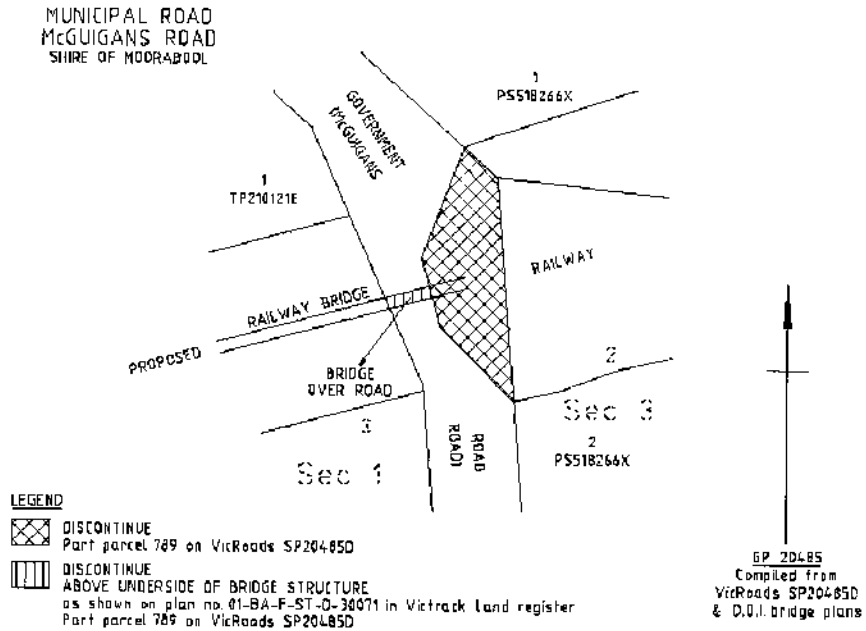 MUNICIPAL ROAD
McGUIGANS ROAD
SHIRE OF MOORABOOL
1
PS518266X
GOVERNMENT
(McGUIGANS
1
TP210121E
RAILWAY
RAILWAY BRIDGE
PROPOSED
BRIDGE
OVER ROAD
2
Sec 3
3
Sec 1
ROAD
ROAD)
2
PS518266X
LEGEND
DISCONTINUE
Part parcel 789 on VicRoads SP20485D
DISCONTINUE
ABOVE UNDERSIDE OF BRIDGE STRUCTURE
as shown on plan no. 01-BA-F-ST-D-30071 in Victrack land register
Part parcel 789 on VicRoads SP20485D
GP 20485
Compiled from
VicRoads SP20485D
& D.O.I. bridge plans